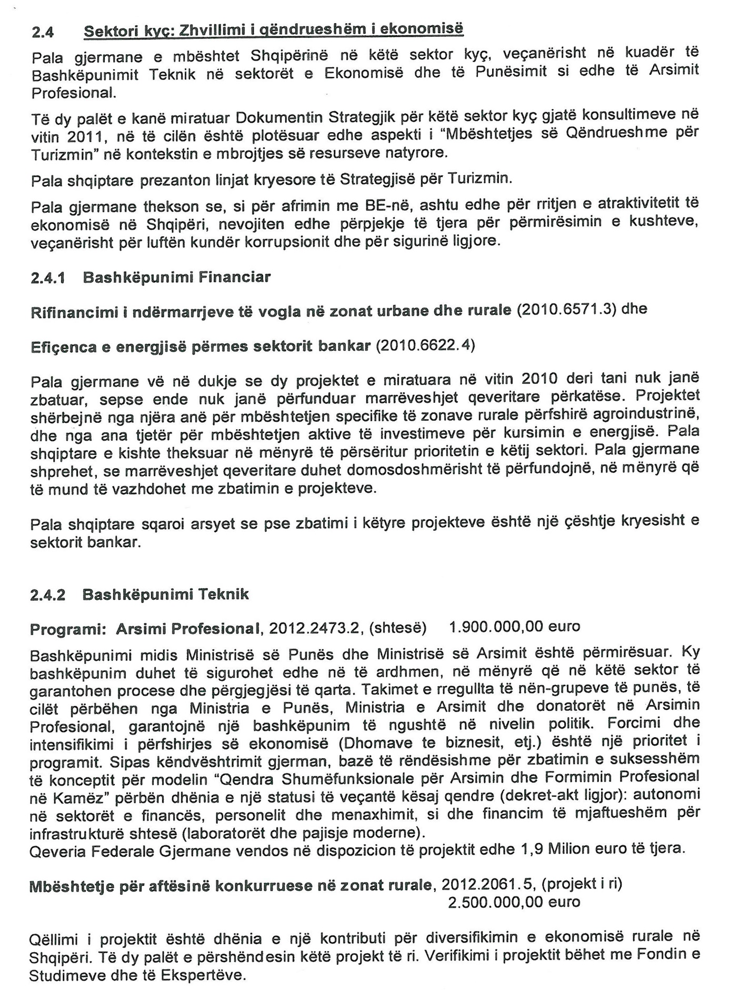 2.4 Sektori kyç: Zhvillimi i qëndrueshëm i ekonomisë
Pala gjermane e mbështet Shqipërinë në këtë sektor kyç, veçanërisht në kuadër të
Bashkëpunimit Teknik në sektorët e Ekonomisë dhe të Punësimit si edhe të Arsimit
Profesional.
Të dy palët e kanë miratuar Dokumentin Strategjik për këtë sektor kyç gjatë konsultimeve në
vitin 2011, në të cilën është plotësuar edhe aspekti i “Mbështetjes së Qëndrueshme për
Turizmin” në kontekstin e mbrojtjes së resurseve natyrore.
Pala shqiptare prezanton linjat kryesore të Strategjisë për Turizmin.
Pala gjermane thekson se, si për afrimin me BE-në, ashtu edhe për rritjen e atraktivitetit të
ekonomisë në Shqipëri, nevojiten edhe përpjekje të tjera për përmirësimin e kushteve,
veçanërisht për luftën kundër korrupsionit dhe për sigurinë ligjore.
2.4.1 Bashkëpunimi Financiar
Rifinancimi i ndërmarrjeve të vogla në zonat urbane dhe rurale (2010.6571.3) dhe
Efiçenca e energjisë përmes sektorit bankar (2010.6622.4)
Pala gjermane vë në dukje se dy projektet e miratuara në vitin 2010 deri tani nuk janë
zbatuar, sepse ende nuk janë përfunduar marrëveshjet qeveritare përkatëse. Projektet
shërbejnë nga njëra anë për mbështetjen specifike të zonave rurale përfshirë agroindustrinë,
dhe nga ana tjetër për mbështetjen aktive të investimeve për kursimin e energjisë. Pala
shqiptare e kishte theksuar në mënyrë të përsëritur prioritetin e këtij sektori. Pala gjermane
shprehet, se marrëveshjet qeveritare duhet domosdoshmërisht të përfundojnë, në mënyrë që
të mund të vazhdohet me zbatimin e projekteve.
Pala shqiptare sqaroi arsyet se pse zbatimi i këtyre projekteve është një çështje kryesisht e
sektorit bankar.
2.4.2 Bashkëpunimi Teknik
Programi: Arsimi Profesional, 2012.2473.2, (shtesë) 1.900.000,00 euro
Bashkëpunimi midis Ministrisë së Punës dhe Ministrisë së Arsimit është përmirësuar. Ky
bashkëpunim duhet të sigurohet edhe në të ardhmen, në mënyrë që në këtë sektor të
garantohen procese dhe përgjegjësi të qarta. Takimet e rregullta të nën-grupeve të punës, të
cilët përbëhen nga Ministria e Punës, Ministria e Arsimit dhe donatorët në Arsimin
Profesional, garantojnë një bashkëpunim të ngushtë në nivelin politik. Forcimi dhe
intensifikimi i përfshirjes së ekonomisë (Dhomave te biznesit, etj.) është një prioritet i
programit. Sipas këndvështrimit gjerman, bazë të rëndësishme për zbatimin e suksesshëm
të konceptit për modelin “Qendra Shumëfunksionale për Arsimin dhe Formimin Profesional
në Kamëz” përbën dhënia e një statusi të veçantë kësaj qendre (dekret-akt ligjor): autonomi
në sektorët e financës, personelit dhe menaxhimit, si dhe financim të mjaftueshëm për
infrastrukturë shtesë (laboratorët dhe pajisje moderne).
Qeveria Federale Gjermane vendos në dispozicion të projektit edhe 1,9 Milion euro të tjera.
Mbështetje për aftësinë konkurruese në zonat rurale, 2012.2061.5, (projekt i ri)
2.500.000,00 euro
Qëllimi i projektit është dhënia e një kontributi për diversifikimin e ekonomisë rurale në
Shqipëri. Të dy palët e përshëndesin këtë projekt të ri. Verifikimi i projektit bëhet me Fondin e
Studimeve dhe të Ekspertëve.